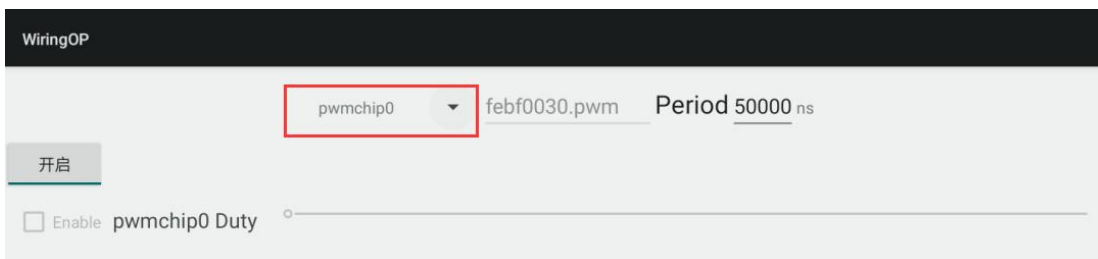 WiringOP
pwmchip0 febf0030.pwm Period 50000 ns
开启
Enable pwmchip0 Duty